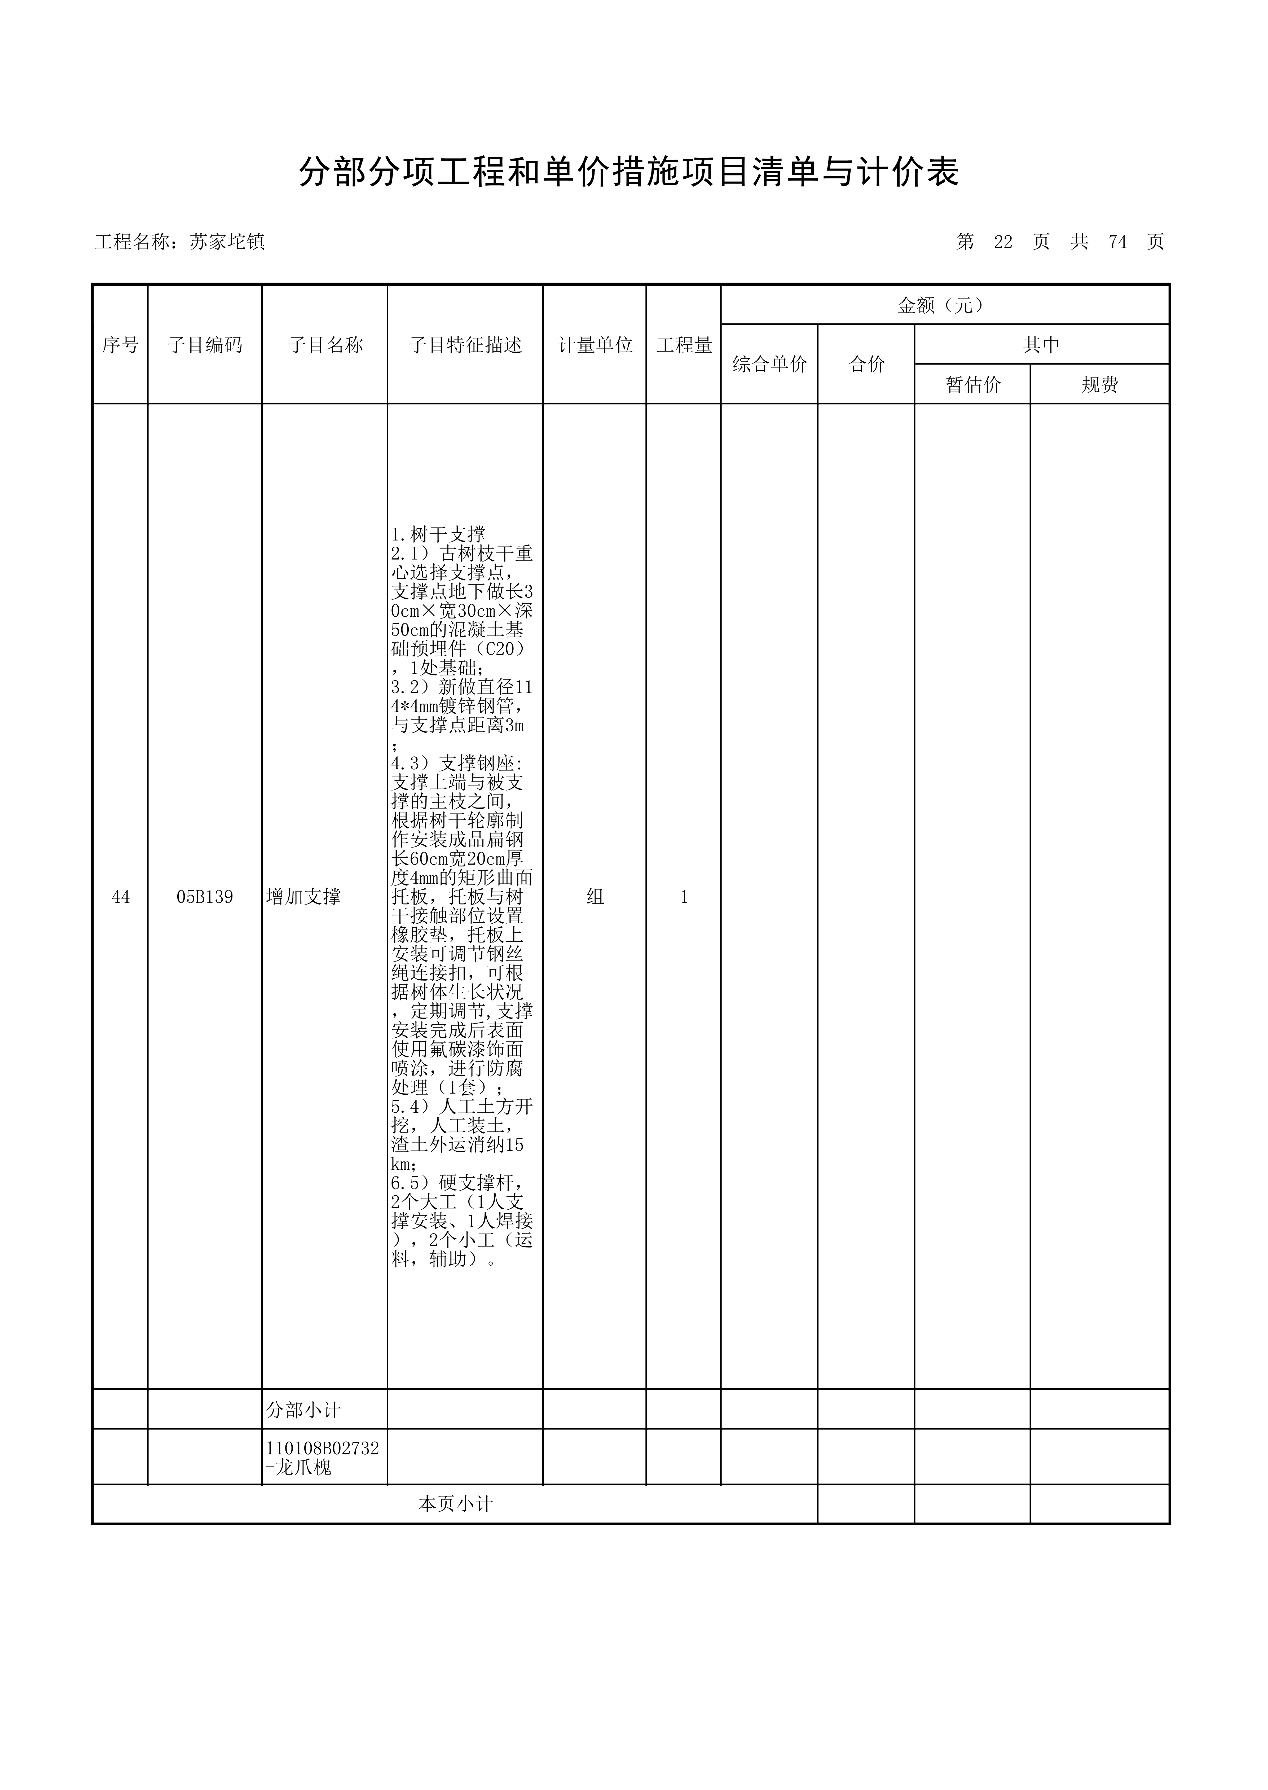 分部分项工程和单价措施项目清单与计价表
工程名称：苏家坨镇
第 22 页 共 74 页
序号 子目编码 子目名称 子目特征描述 计量单位 工程量 金额（元）
综合单价 合价 其中
暂估价 规费
1.树干支撑
2.1）古树枝干重
心选择支撑点，
支撑点地下做长3
0cm×宽30cm×深
50cm的混凝土基
础预埋件（C20）
，1处基础；
3.2）新做直径11
4*4mm镀锌钢管，
与支撑点距离3m
；
4.3）支撑钢座：
支撑上端与被支
撑的主枝之间，
根据树干轮廓制
作安装成品扁钢
长60cm宽20cm厚
度4mm的矩形曲面
44 05B139 增加支撑 托板，托板与树 组 1
干接触部位设置
橡胶垫，托板上
安装可调节钢丝
绳连接扣，可根
据树体生长状况
，定期调节,支撑
安装完成后表面
使用氟碳漆饰面
喷涂，进行防腐
处理（1套）；
5.4）人工土方开
挖，人工装土，
渣土外运消纳15
km；
6.5）硬支撑杆，
2个大工（1人支
撑安装、1人焊接
），2个小工（运
料，辅助）。
分部小计
110108B02732
-龙爪槐
本页小计